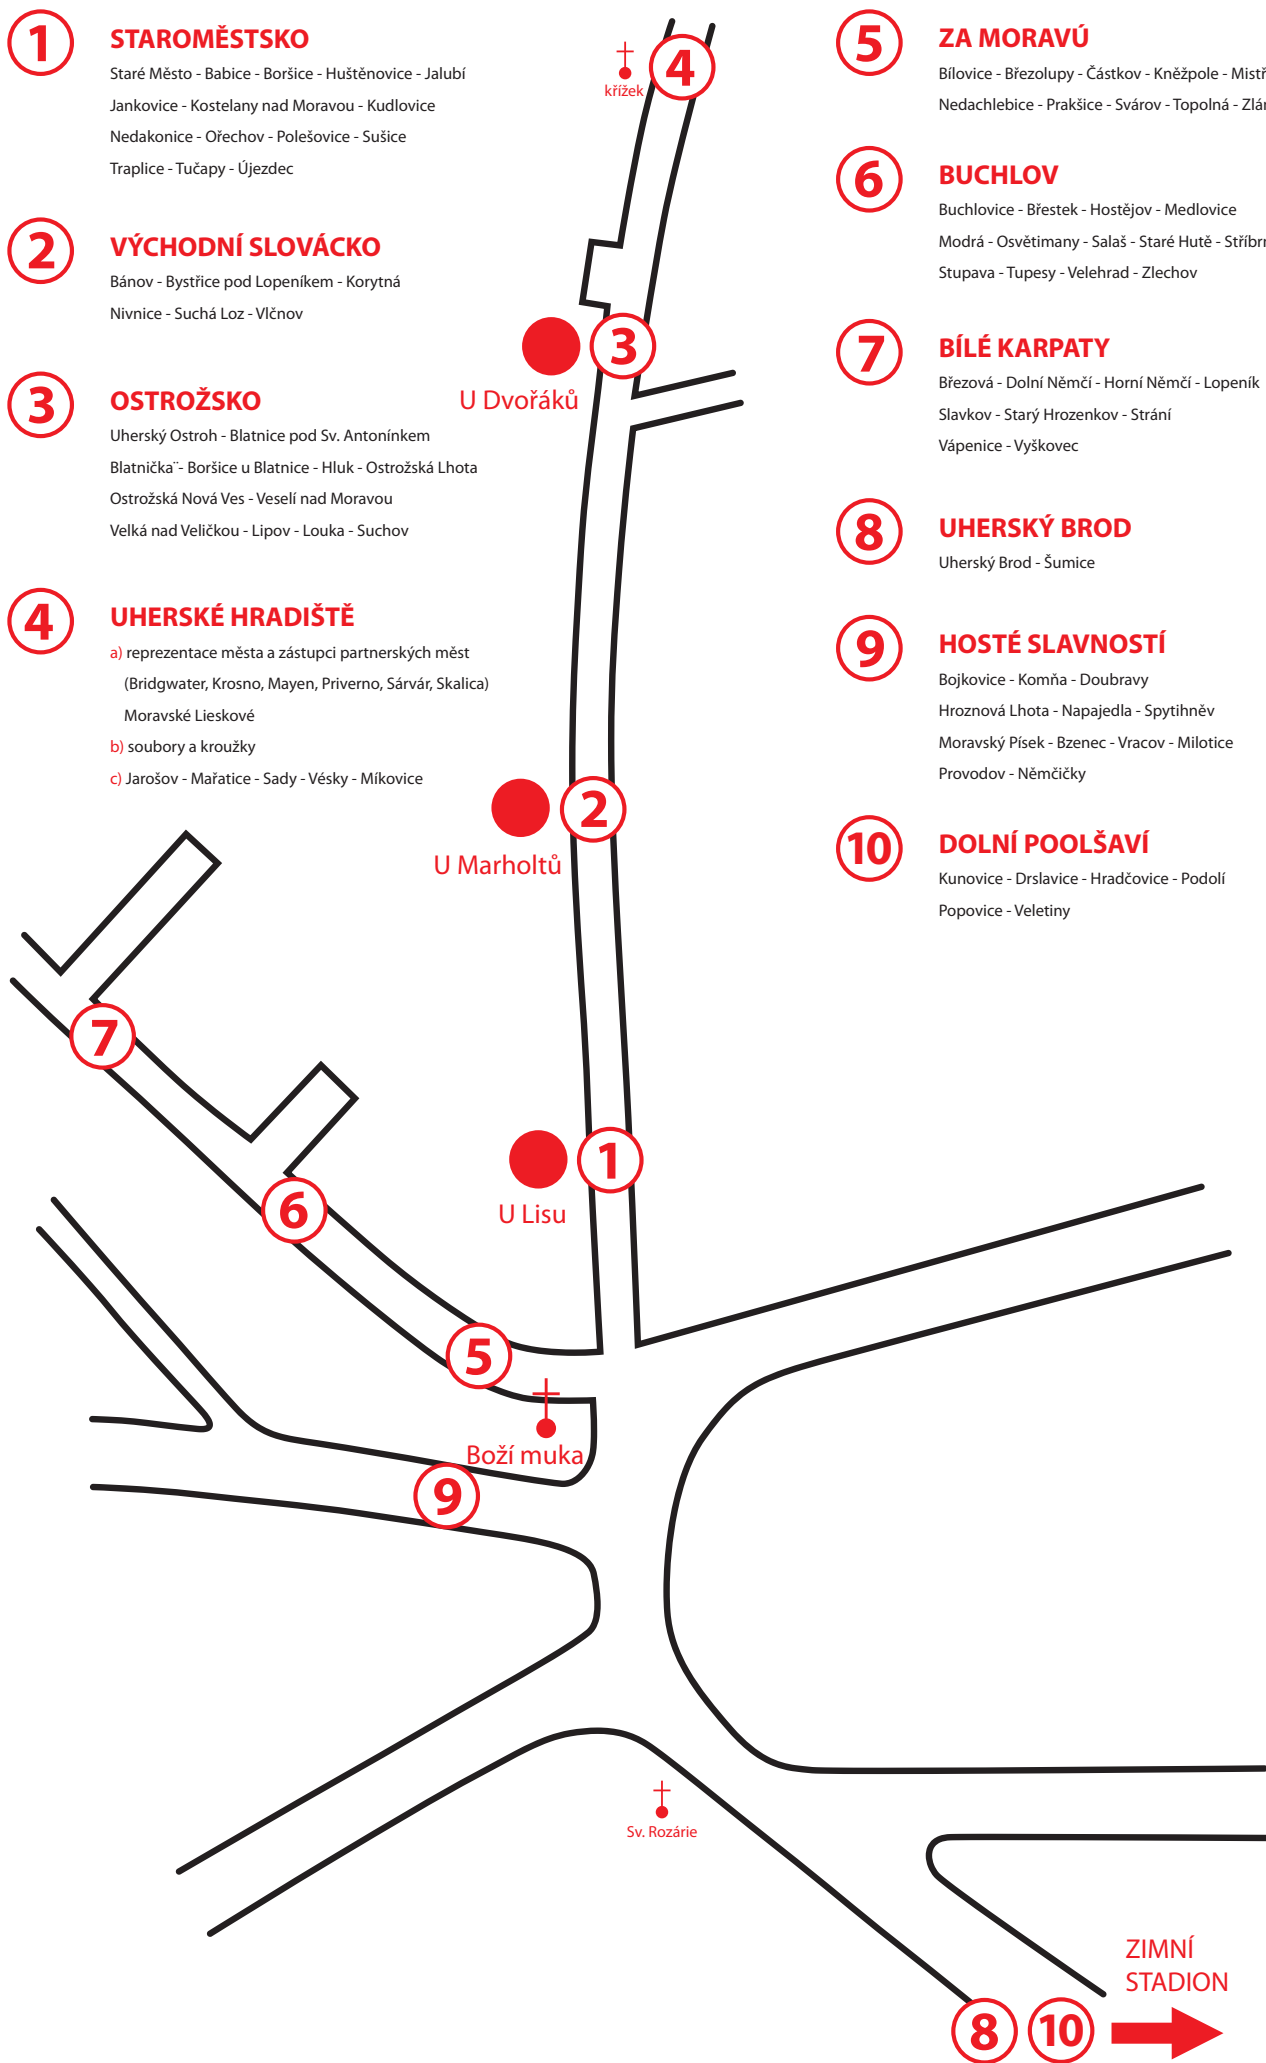 1
STAROMĚSTSKO
Staré Město - Babice - Boršice - Huštěnovice - Jalubí
Jankovice - Kostelany nad Moravou - Kudlovice
Nedakonice - Ořechov - Polešovice - Sušice
Traplice - Tučapy - Újezdec
2
VÝCHODNÍ SLOVÁCKO
Bánov - Bystřice pod Lopeníkem - Korytná
Nivnice - Suchá Loz - Vlčnov
3
OSTROŽSKO
Uherský Ostroh - Blatnice pod Sv. Antonínkem
Blatnička¨- Boršice u Blatnice - Hluk - Ostrožská Lhota
Ostrožská Nová Ves - Veselí nad Moravou
Velká nad Veličkou - Lipov - Louka - Suchov
4
UHERSKÉ HRADIŠTĚ
a) reprezentace města a zástupci partnerských měst
(Bridgwater, Krosno, Mayen, Priverno, Sárvár, Skalica)
Moravské Lieskové
b) soubory a kroužky
c) Jarošov - Mařatice - Sady - Vésky - Míkovice
5
ZA MORAVÚ
Bílovice - Březolupy - Částkov - Kněžpole - Mistř
Nedachlebice - Prakšice - Svárov - Topolná - Zlár
6
BUCHLOV
Buchlovice - Břestek - Hostějov - Medlovice
Modrá - Osvětimany - Salaš - Staré Hutě - Stříbrn
Stupava - Tupesy - Velehrad - Zlechov
7
BÍLÉ KARPATY
Březová - Dolní Němčí - Horní Němčí - Lopeník
Slavkov - Starý Hrozenkov - Strání
Vápenice - Vyškovec
8
UHERSKÝ BROD
Uherský Brod - Šumice
9
HOSTÉ SLAVNOSTÍ
Bojkovice - Komňa - Doubravy
Hroznová Lhota - Napajedla - Spytihněv
Moravský Písek - Bzenec - Vracov - Milotice
Provodov - Němčičky
10
DOLNÍ POOLŠAVÍ
Kunovice - Drslavice - Hradčovice - Podolí
Popovice - Veletiny
křížek
4
3
U Dvořáků
2
U Marholtů
7
1
U Lisu
6
5
Boží muka
9
Sv. Rozárie
ZIMNÍ
STADION
8
10